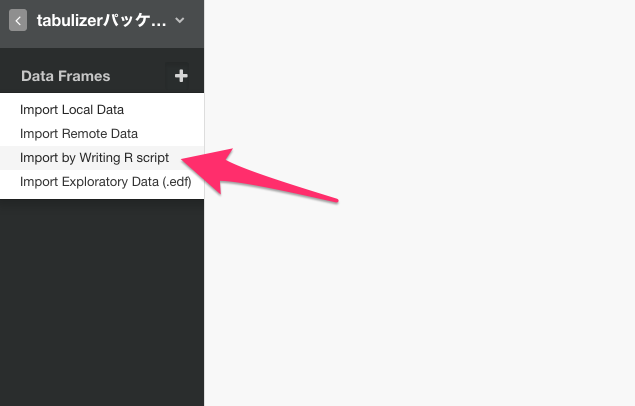 tabulizerパッケ...
Data Frames
Import Local Data
Import Remote Data
Import by Writing R script
Import Exploratory Data (.edf)